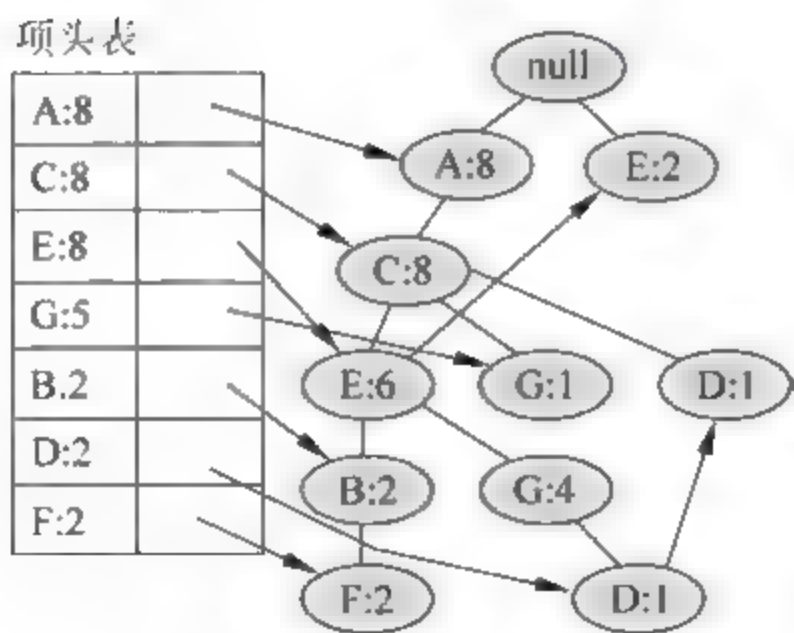 项头表
null
A:8
A:8
E:2
C:8
C:8
E:8
G:5
E:6
G:1
D:1
B.2
B:2
G:4
D:2
F:2
F:2
D:1